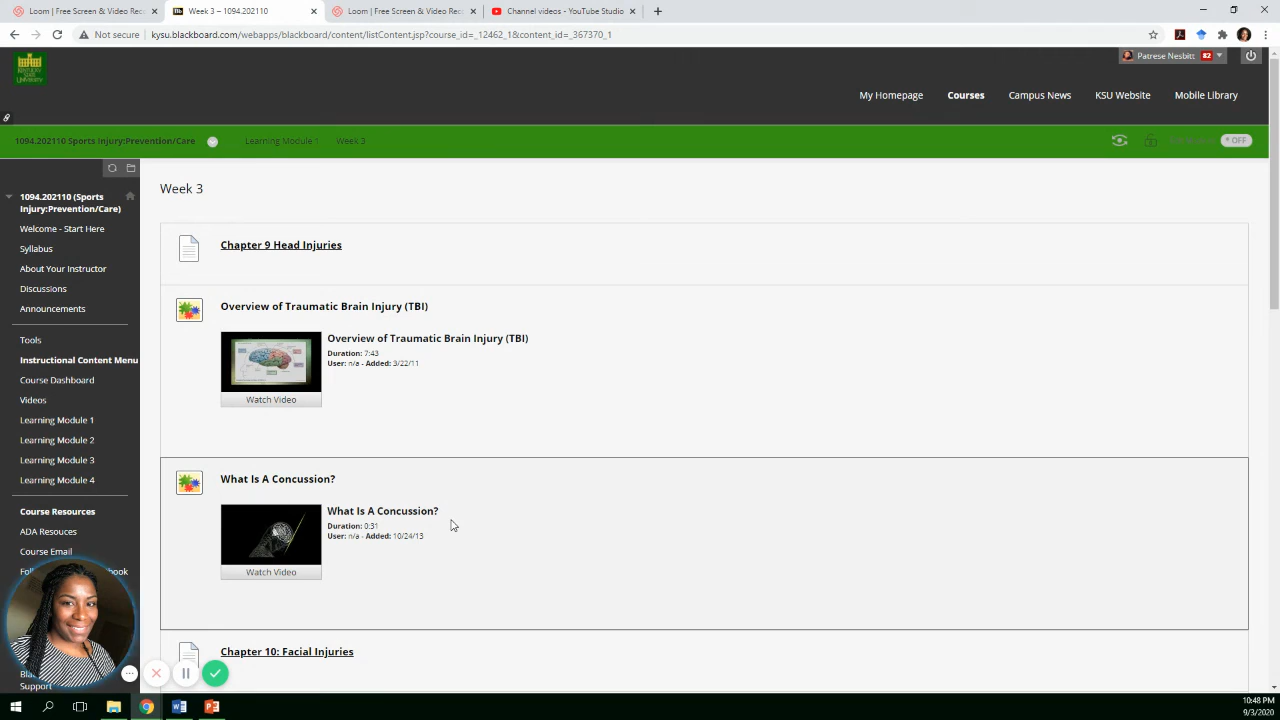 Loom | Free Screen & Video Rec
Week 3 – 1094.202110
Loom | Free Screen & Video Rec
Channel videos - YouTube Studio
Not secure | kysu.blackboard.com/webapps/blackboard/content/listContent.jsp?course_id=_12462_1&content_id=_367370_1
KENTUCKY STATE UNIVERSITY
Patrese Nesbitt 82
My Homepage Courses Campus News KSU Website Mobile Library
1094.202110 Sports Injury:Prevention/Care Learning Module 1 Week 3
OFF
1094.202110 (Sports
Injury:Prevention/Care)
Welcome - Start Here
Syllabus
About Your Instructor
Discussions
Announcements
Tools
Instructional Content Menu
Course Dashboard
Videos
Learning Module 1
Learning Module 2
Learning Module 3
Learning Module 4
Course Resources
ADA Resouces
Course Email
Support
Week 3
Chapter 9 Head Injuries
Overview of Traumatic Brain Injury (TBI)
Overview of Traumatic Brain Injury (TBI)
Duration: 7:43
User: n/a - Added: 3/22/11
Watch Video
What Is A Concussion?
What Is A Concussion?
Duration: 0:31
User: n/a - Added: 10/24/13
Watch Video
Chapter 10: Facial Injuries
10:48 PM
9/3/2020